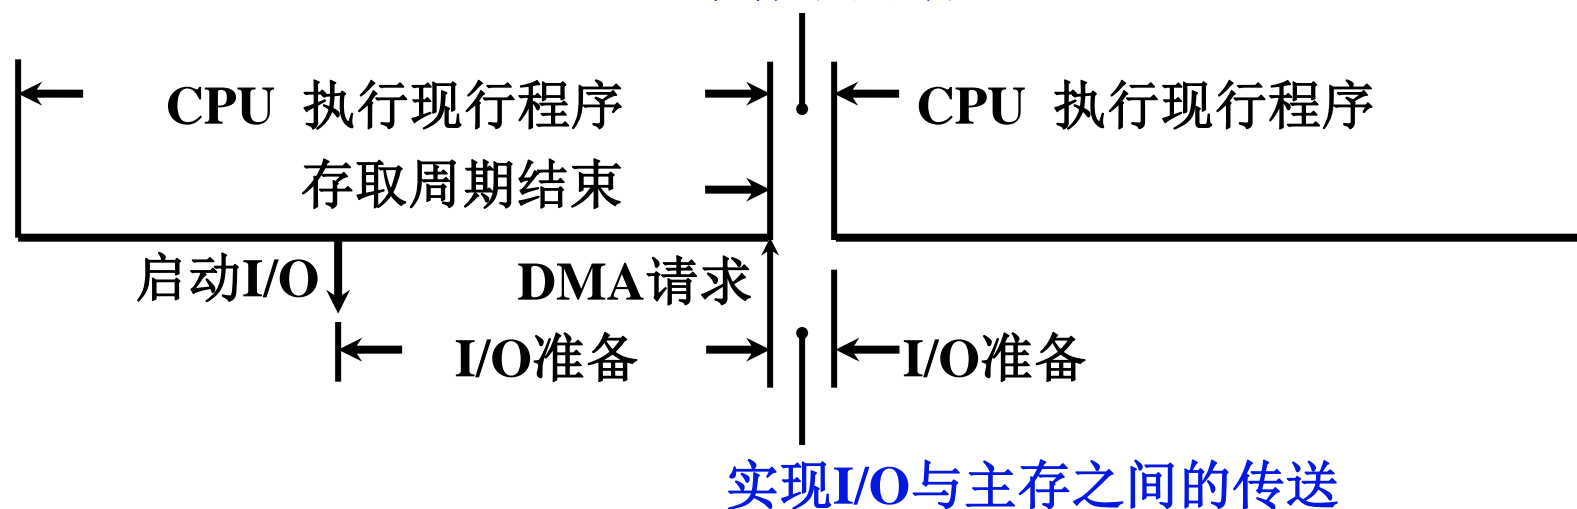 CPU 执行现行程序 CPU 执行现行程序
存取周期结束
启动I/O DMA请求
I/O准备 I/O准备
实现I/O与主存之间的传送